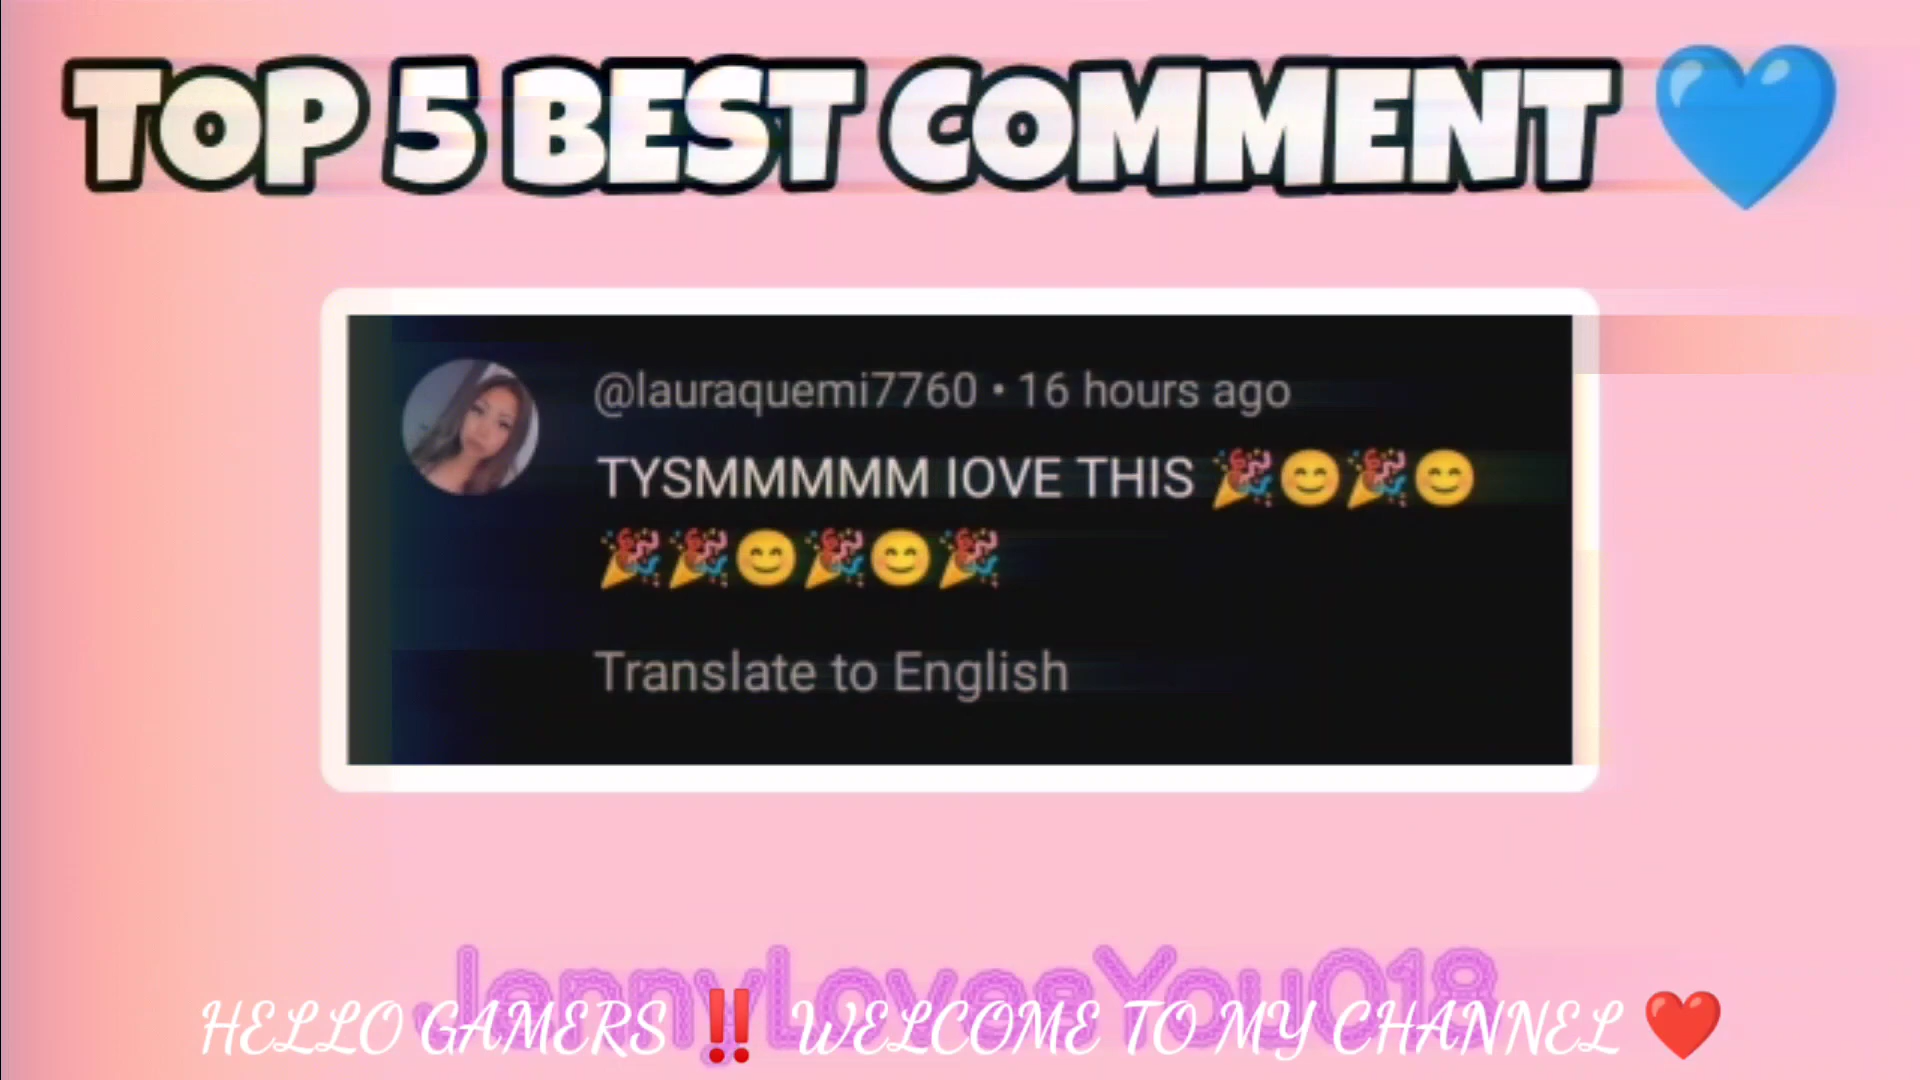 TOP 5 BEST COMMENT 💙
@lauraquemi7760 • 16 hours ago
TYSMMMMM IOVE THIS 🎉😊🎉😊
🎉🎉😊🎉😊🎉
Translate to English
JennyLovesYou018
HELLO GAMERS ‼️ WELCOME TO MY CHANNEL ❤️